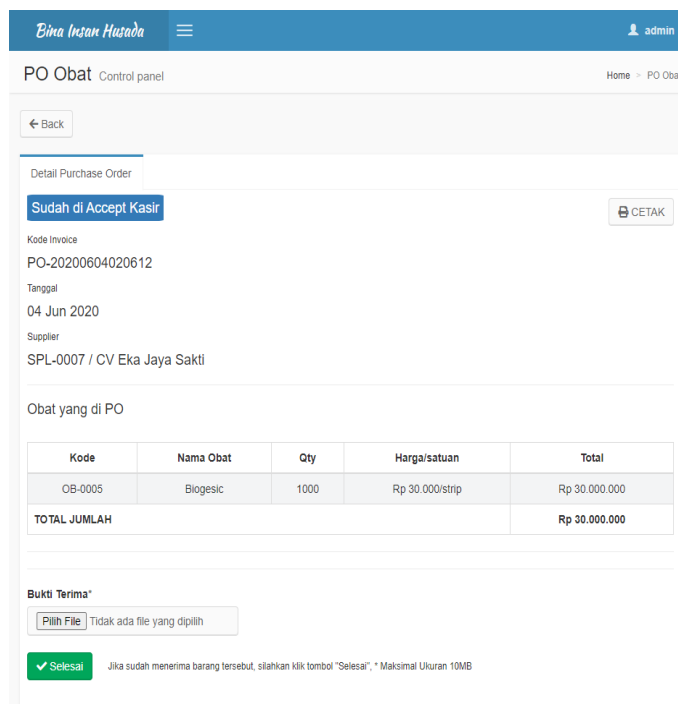 Bina Insan Husada
admin
PO Obat Control panel
Home > PO Oba
Back
Detail Purchase Order
Sudah di Accept Kasir
CETAK
Kode Invoice
PO-20200604020612
Tanggal
04 Jun 2020
Supplier
SPL-0007 / CV Eka Jaya Sakti
Obat yang di PO
Kode Nama Obat Qty Harga/satuan Total
OB-0005 Biogesic 1000 Rp 30.000/strip Rp 30.000.000
TOTAL JUMLAH Rp 30.000.000
Bukti Terima*
Pilih File Tidak ada file yang dipilih
Selesai Jika sudah menerima barang tersebut, silahkan klik tombol "Selesai", * Maksimal Ukuran 10MB